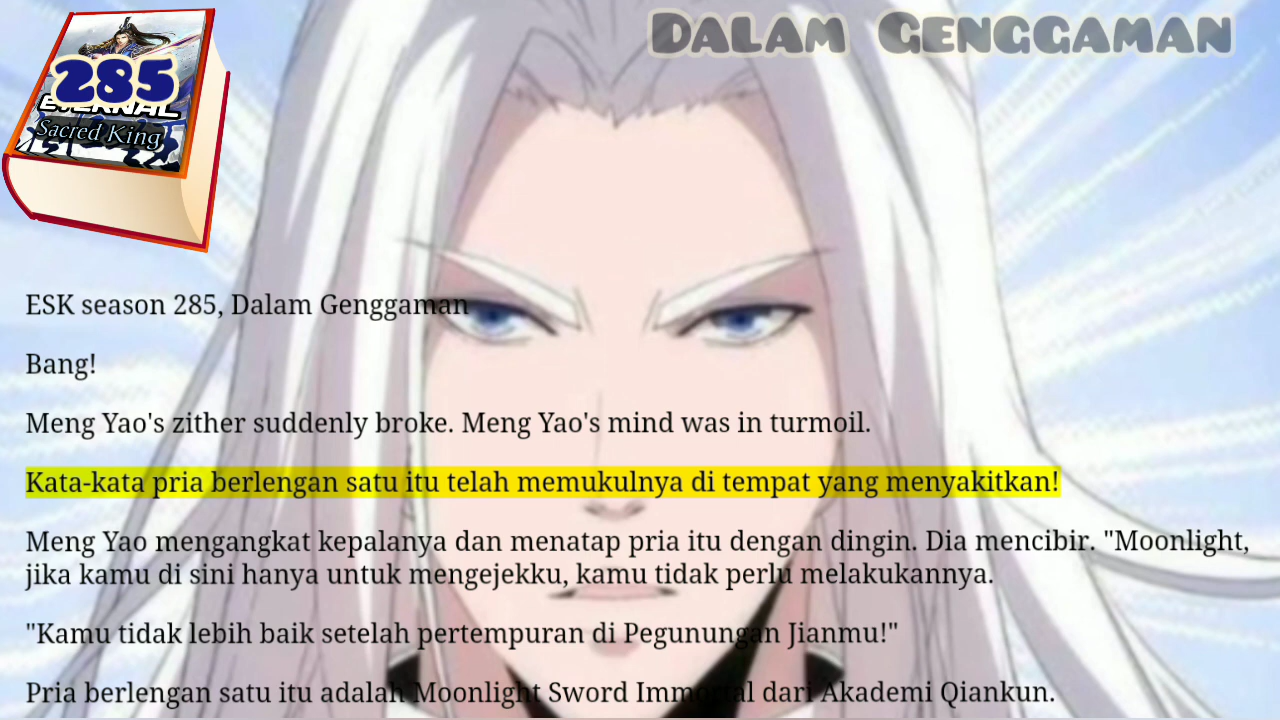 Dalam Genggaman
285
ETERNAL
Sacred King
ESK season 285, Dalam Genggaman
Bang!
Meng Yao's zither suddenly broke. Meng Yao's mind was in turmoil.
Kata-kata pria berlengan satu itu telah memukulnya di tempat yang menyakitkan!
Meng Yao mengangkat kepalanya dan menatap pria itu dengan dingin. Dia mencibir. "Moonlight,
jika kamu di sini hanya untuk mengejekku, kamu tidak perlu melakukannya.
"Kamu tidak lebih baik setelah pertempuran di Pegunungan Jianmu!"
Pria berlengan satu itu adalah Moonlight Sword Immortal dari Akademi Qiankun.